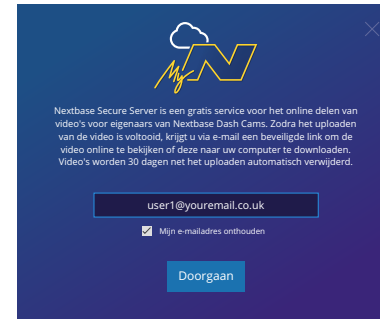 My N
Nextbase Secure Server is een gratis service voor het online delen van
video's voor eigenaars van Nextbase Dash Cams. Zodra het uploaden
van de video is voltooid, krijgt u via e-mail een beveiligde link om de
video online te bekijken of deze naar uw computer te downloaden.
Video's worden 30 dagen net het uploaden automatisch verwijderd.
user1@youremail.co.uk
Mijn e-mailadres onthouden
Doorgaan